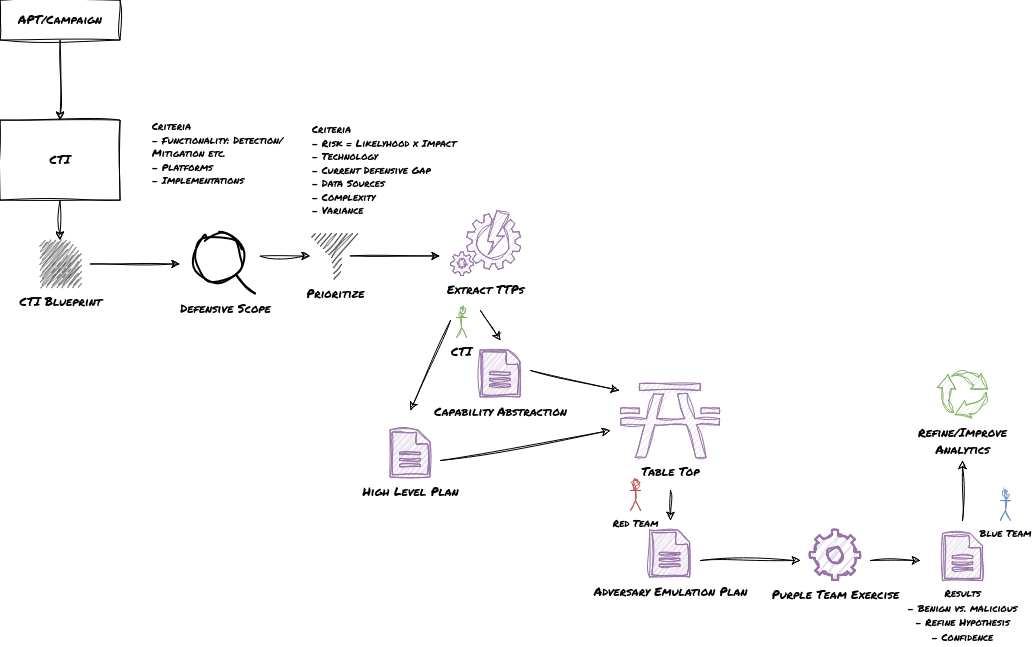 APT/Campaign
CTI
Criteria
- Functionality: Detection/
Mitigation etc.
- Platforms
- Implementations
Criteria
- Risk = Likelyhood x Impact
- Technology
- Current Defensive Gap
- Data Sources
- Complexity
- Variance
CTI Blueprint
Defensive Scope
Prioritize
Extract TTPs
CTI
Capability Abstraction
High Level Plan
Table Top
Red Team
Adversary Emulation Plan
Purple Team Exercise
Refine/Improve
Analytics
Blue Team
Results
- Benign vs. malicious
- Refine Hypothesis
- Confidence